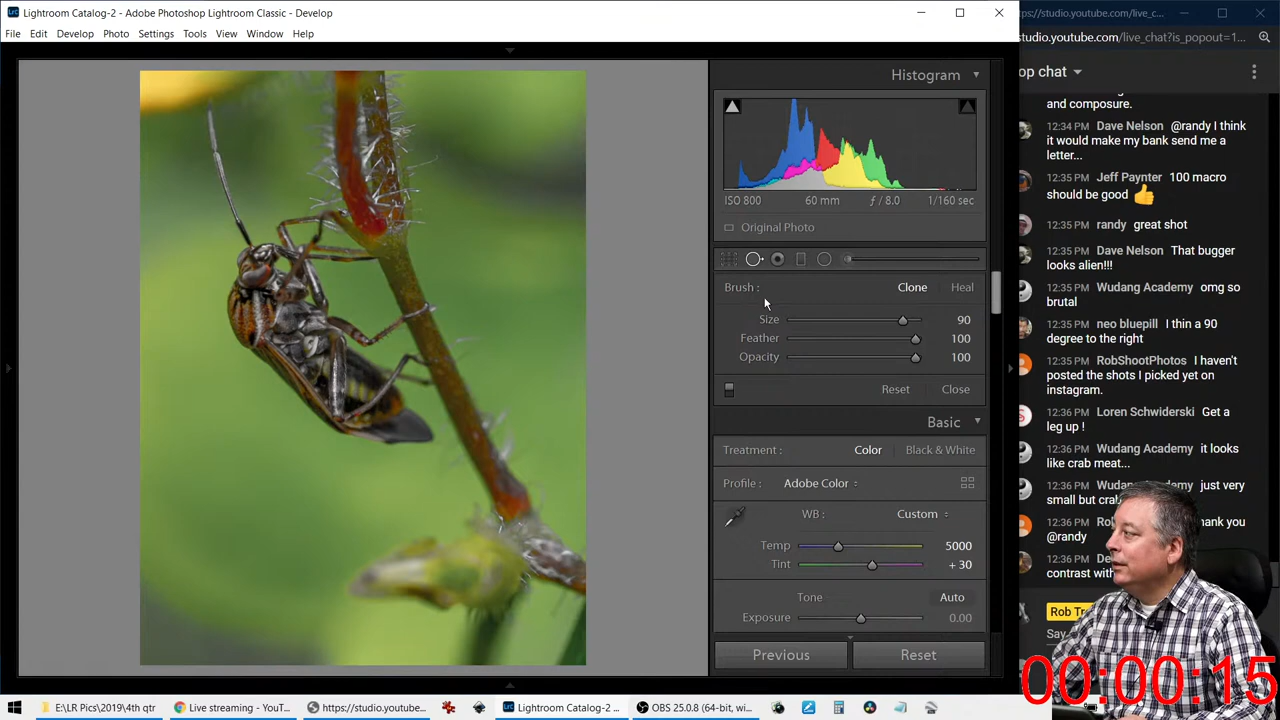 Lightroom Catalog-2 - Adobe Photoshop Lightroom Classic - Develop
File Edit Develop Photo Settings Tools View Window Help
Histogram
ISO 800 60 mm ƒ / 8.0 1/160 sec
Original Photo
Brush : Clone Heal
Size 90
Feather 100
Opacity 100
Reset Close
Basic
Treatment : Color Black & White
Profile : Adobe Color
WB : Custom
Temp 5000
Tint + 30
Tone Auto
Exposure 0.00
Previous Reset
ttps://studio.youtube.com/live_c...
studio.youtube.com/live_chat?is_popout=1...
op chat
and composure.
12:34 PM Dave Nelson @randy I think
it would make my bank send me a
letter...
12:35 PM Jeff Paynter 100 macro
should be good 👍
12:35 PM randy great shot
12:35 PM Dave Nelson That bugger
looks alien!!!
12:35 PM Wudang Academy omg so
brutal
12:35 PM neo bluepill I thin a 90
degree to the right
12:35 PM RobShootPhotos I haven't
posted the shots I picked yet on
instagram.
12:36 PM Loren Schwiderski Get a
leg up !
12:36 PM Wudang Academy it looks
like crab meat...
12:36 PM Wudang Academy just very
small but crab
12:36 PM
@randy
12:36 PM
contrast with
Rob Tr
00:00:15
E:\LR Pics\2019\4th qtr
Live streaming - YouT...
https://studio.youtube...
Lightroom Catalog-2 ...
OBS 25.0.8 (64-bit, wi...